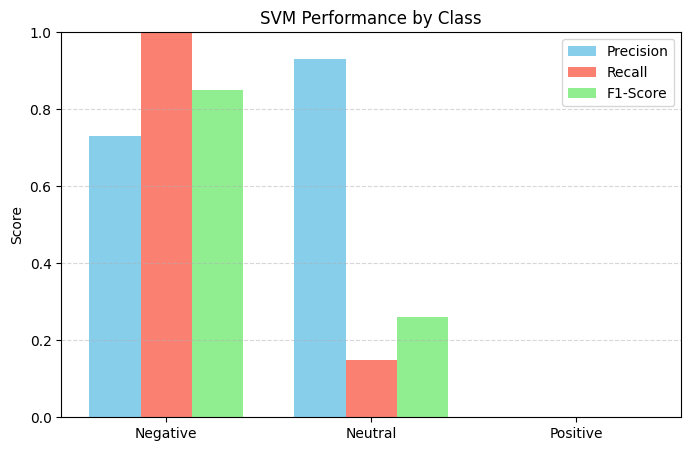 SVM Performance by Class
Precision
Recall
F1-Score
Score
1.0
0.8
0.6
0.4
0.2
0.0
Negative Neutral Positive